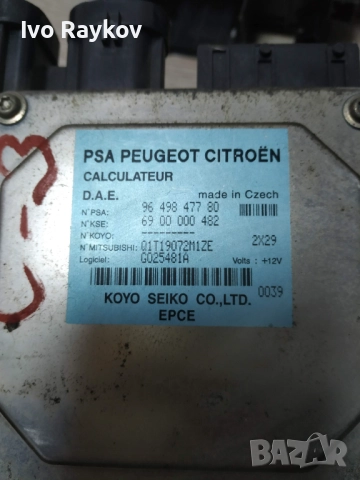 Ivo Raykov
PSA PEUGEOT CITROËN
CALCULATEUR
D.A.E. made in Czech
N°PSA: 96 498 477 80
N°KSE: 69 00 000 482
N°KOYO: ---------
N°MITSUBISHI: Q1T19072M1ZE 2X29
Logiciel: G025481A Volts : +12V
0039
KOYO SEIKO CO.,LTD.
EPCE
BAZAR